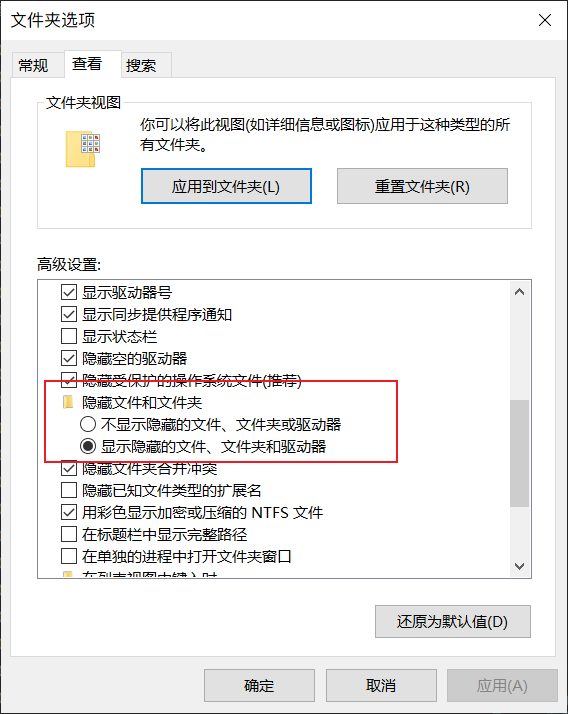 文件夹选项
常规
查看
搜索
文件夹视图
你可以将此视图(如详细信息或图标)应用于这种类型的所
有文件夹。
应用到文件夹(L)
重置文件夹(R)
高级设置:
显示驱动器号
显示同步提供程序通知
显示状态栏
隐藏空的驱动器
隐藏受保护的操作系统文件(推荐)
隐藏文件和文件夹
不显示隐藏的文件、文件夹或驱动器
显示隐藏的文件、文件夹和驱动器
隐藏文件夹合并冲突
隐藏已知文件类型的扩展名
用彩色显示加密或压缩的 NTFS 文件
在标题栏中显示完整路径
在单独的进程中打开文件夹窗口
在列表视图中键入时
还原为默认值(D)
确定
取消
应用(A)